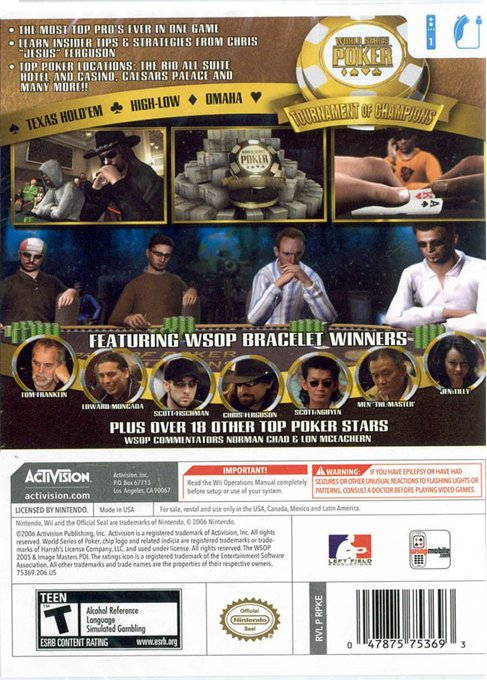 • THE MOST TOP PRO'S EVER IN ONE GAME
• LEARN INSIDER TIPS & STRATEGIES FROM CHRIS
"JESUS" FERGUSON
• TOP POKER LOCATIONS: THE RIO ALL SUITE
HOTEL AND CASINO, CAESARS PALACE AND
MANY MORE!!
WORLD SERIES
POKER
TOURNAMENT OF CHAMPIONS
1
♠ TEXAS HOLD'EM ♣ HIGH-LOW ♦ OMAHA ♥
POKER
FEATURING WSOP BRACELET WINNERS
TOM FRANKLIN
EDWARD MONCADA
SCOTT FISCHMAN
CHRIS FERGUSON
SCOTT NGUYEN
MEN "THE MASTER"
JEN TILLY
PLUS OVER 18 OTHER TOP POKER STARS
WSOP COMMENTATORS NORMAN CHAD & LON MCEACHERN
ACTIVISION
activision.com
Activision, Inc.
P.O. Box 67713
Los Angeles, CA 90067
IMPORTANT!
Read the Wii Operations Manual completely
before setup or use of your system.
WARNING: IF YOU HAVE EPILEPSY OR HAVE HAD
SEIZURES OR OTHER UNUSUAL REACTIONS TO FLASHING LIGHTS OR
PATTERNS, CONSULT A DOCTOR BEFORE PLAYING VIDEO GAMES.
LICENSED BY NINTENDO. Made in USA For sale, rental and use only in the USA, Canada, Mexico and Latin America.
Nintendo, Wii and the Official Seal are trademarks of Nintendo. © 2006 Nintendo.
©2006 Activision Publishing, Inc. Activision is a registered trademark of Activision, Inc. All rights
reserved. World Series of Poker, chip logo and related indicia are registered trademarks or trade-
marks of Harrah's License Company, LLC. and used under license. All rights reserved. The WSOP
2005 & Image Masters PDI. The ratings icon is a registered trademark of the Entertainment Software
Association. All other trademarks and trade names are the properties of their respective owners.
75369.206.US
LEFT FIELD
PRODUCTIONS
wsopmobile
.com
TEEN
T
Alcohol Reference
Language
Simulated Gambling
ESRB CONTENT RATING www.esrb.org
Official
Nintendo
Seal
RVL P RPKE
0 47875 75369 3